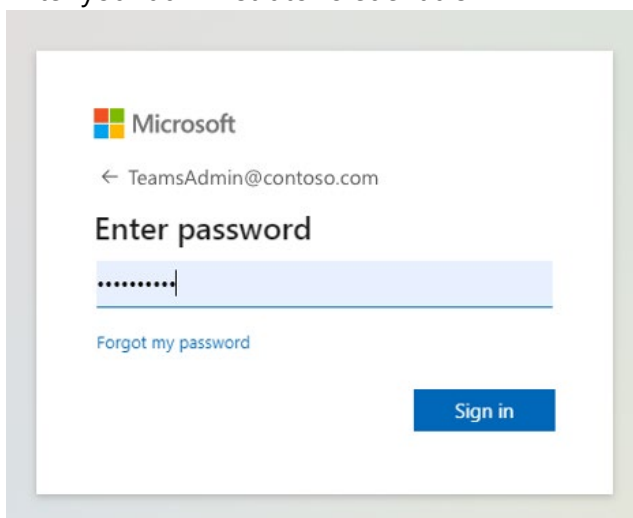 Microsoft
← TeamsAdmin@contoso.com
Enter password
••••••••••
Forgot my password
Sign in